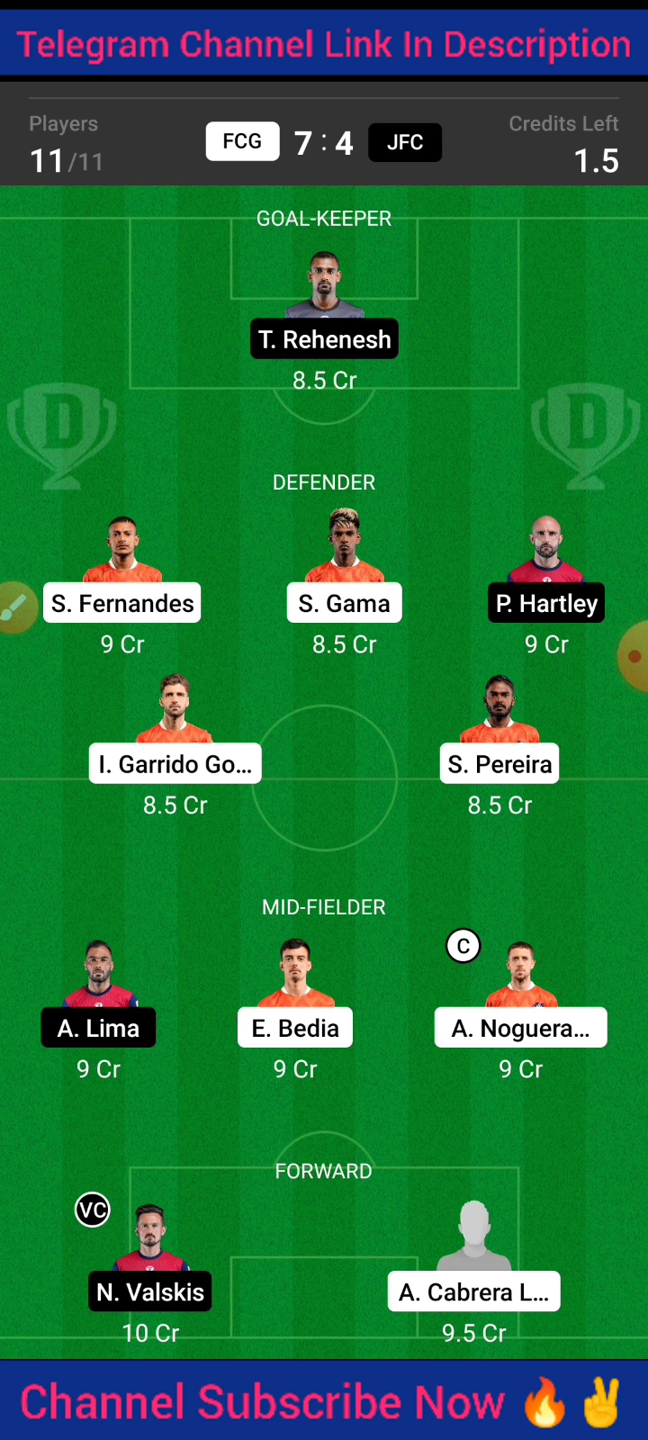 Telegram Channel Link In Description
Players
Credits Left
11/11
FCG 7 : 4 JFC
1.5
GOAL-KEEPER
T. Rehenesh
8.5 Cr
D D
DEFENDER
S. Fernandes S. Gama P. Hartley
9 Cr 8.5 Cr 9 Cr
I. Garrido Go... S. Pereira
8.5 Cr 8.5 Cr
MID-FIELDER
C
A. Lima E. Bedia A. Noguera...
9 Cr 9 Cr 9 Cr
FORWARD
VC
N. Valskis A. Cabrera L...
10 Cr 9.5 Cr
Channel Subscribe Now 🔥✌